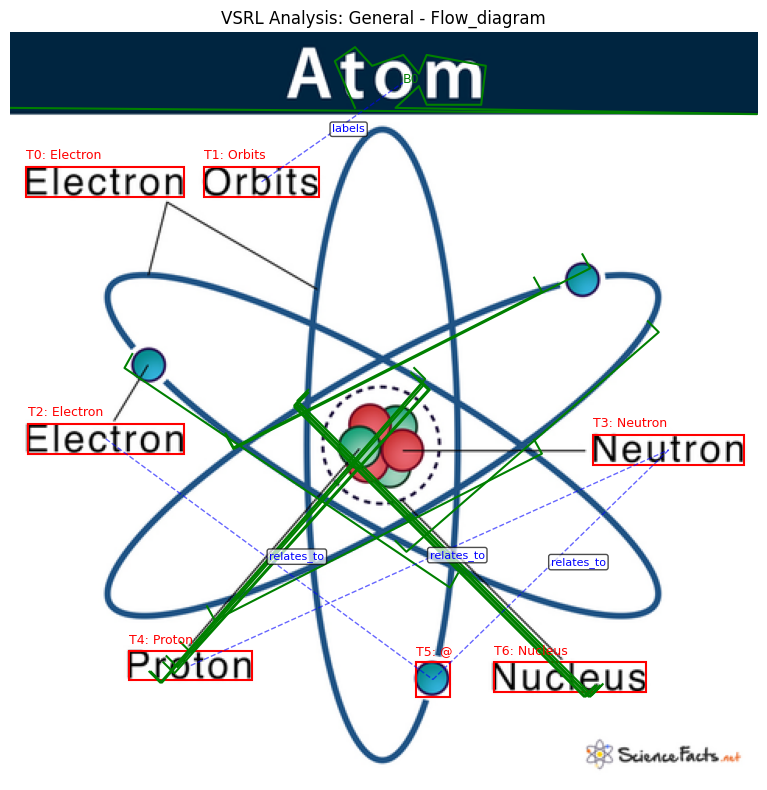 VSRL Analysis: General - Flow_diagram
Atom
B
labels
T0: Electron T1: Orbits
Electron Orbits
T2: Electron
Electron
T3: Neutron
Neutron
relates_to
relates_to
relates_to
T4: Proton
Proton
T5: @
T6: Nucleus
Nucleus
ScienceFacts.net